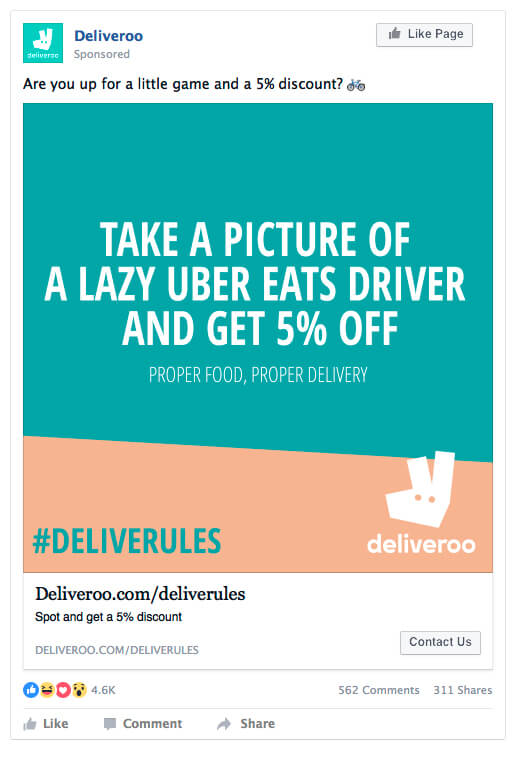 Deliveroo
Like Page
deliveroo
Sponsored
Are you up for a little game and a 5% discount?
TAKE A PICTURE OF
A LAZY UBER EATS DRIVER
AND GET 5% OFF
PROPER FOOD, PROPER DELIVERY
#DELIVERULES
deliveroo
Deliveroo.com/deliverules
Spot and get a 5% discount
DELIVEROO.COM/DELIVERULES
Contact Us
4.6K
562 Comments 311 Shares
Like Comment Share